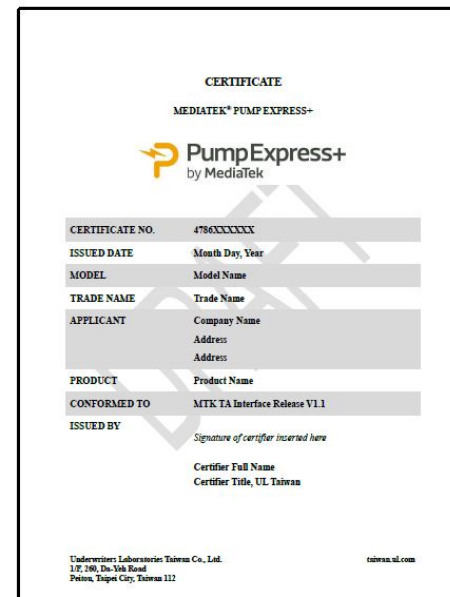 CERTIFICATE
MEDIATEK® PUMP EXPRESS+
PumpExpress+
by MediaTek
DRAFT
CERTIFICATE NO. 4786XXXXXX
ISSUED DATE Month Day, Year
MODEL Model Name
TRADE NAME Trade Name
APPLICANT Company Name
Address
Address
PRODUCT Product Name
CONFORMED TO MTK TA Interface Release V1.1
ISSUED BY
Signature of certifier inserted here
Certifier Full Name
Certifier Title, UL Taiwan
Underwriters Laboratories Taiwan Co., Ltd. taiwan.ul.com
1/F, 260, Da-Yeh Road
Peitou, Taipei City, Taiwan 112